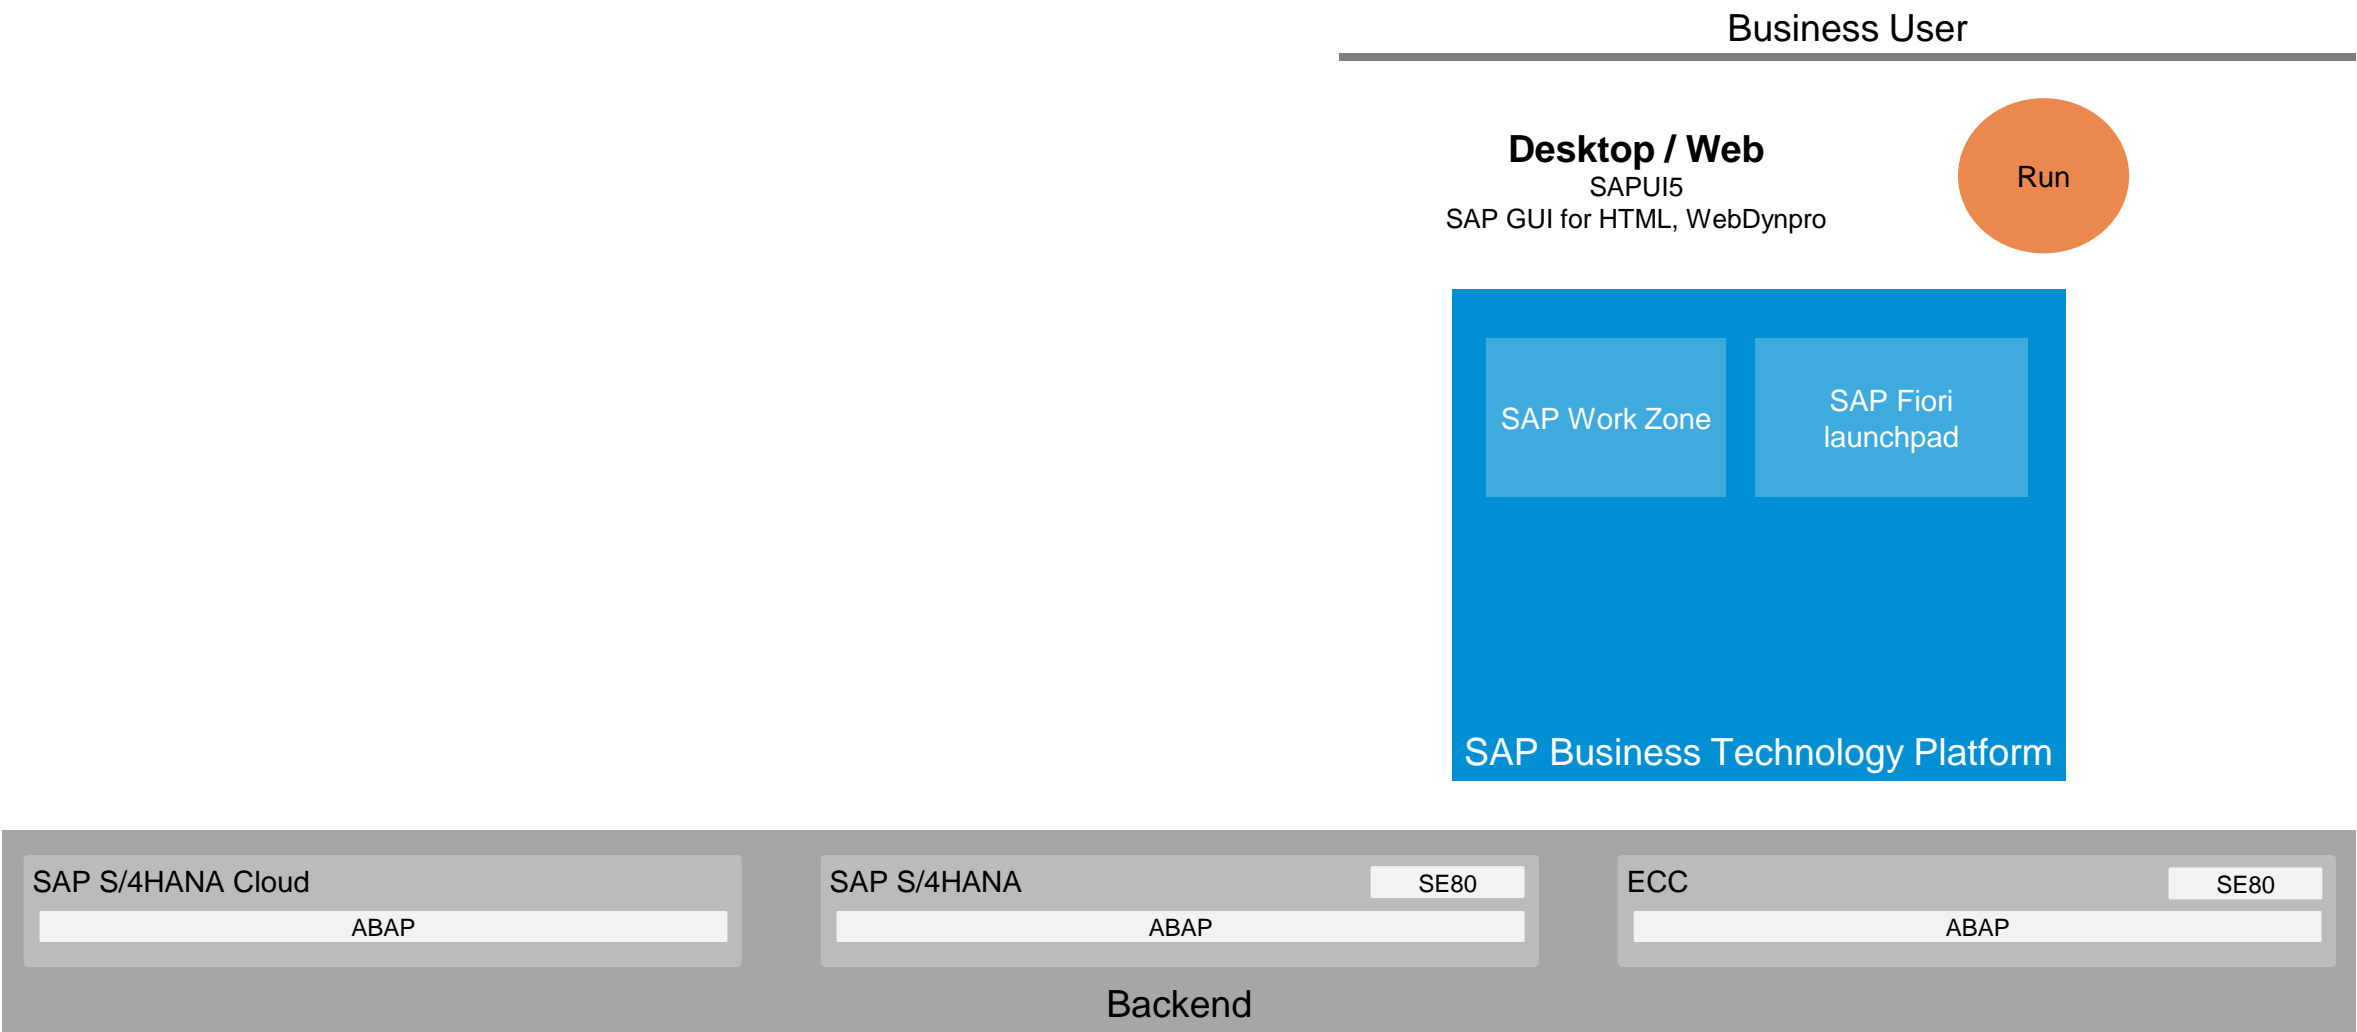 Business User
Desktop / Web
SAPUI5
SAP GUI for HTML, WebDynpro
Run
SAP Work Zone
SAP Fiori
launchpad
SAP Business Technology Platform
SAP S/4HANA Cloud
ABAP
SAP S/4HANA
SE80
ABAP
ECC
SE80
ABAP
Backend